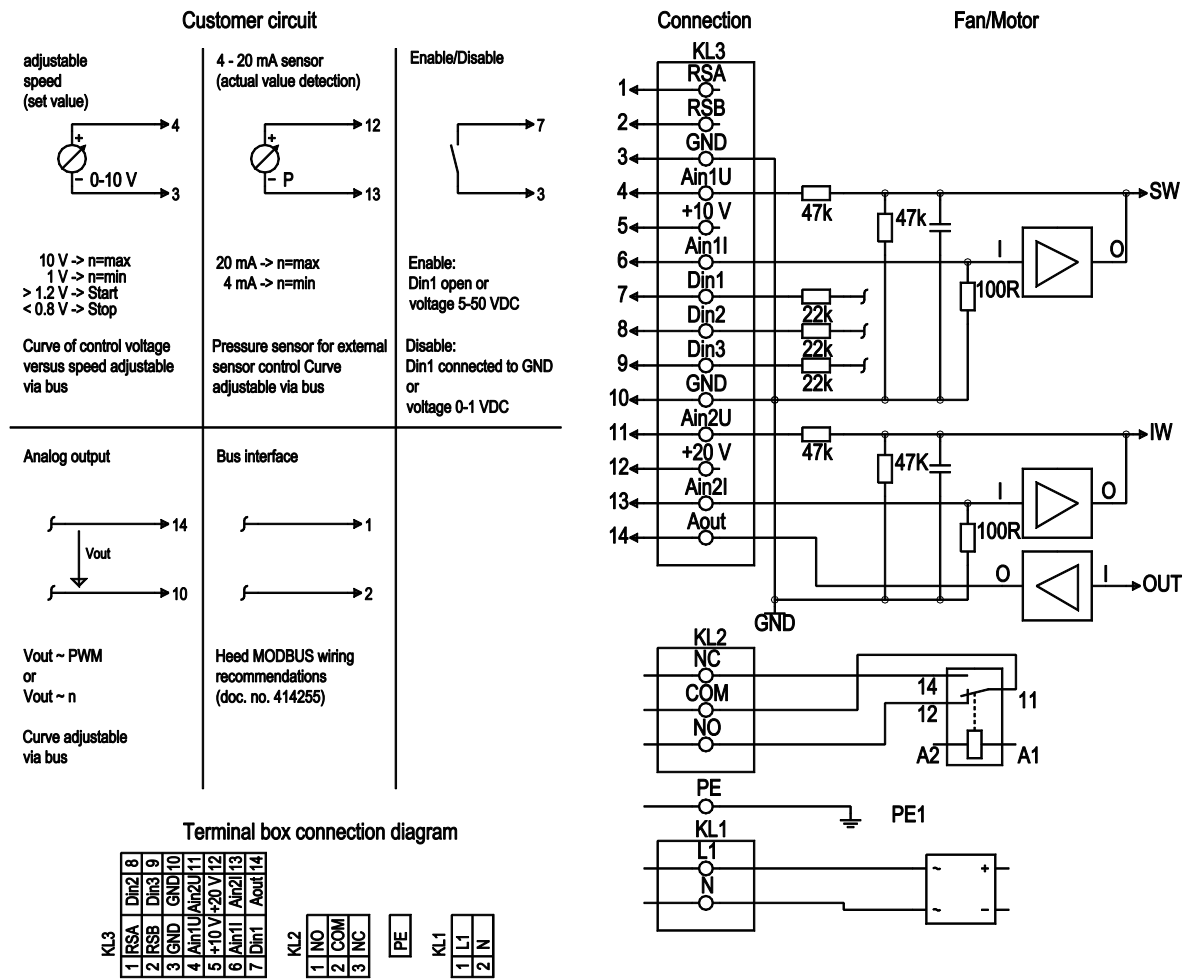 Customer circuit
adjustable
speed
(set value)
+
4
– 0-10 V
3
10 V -> n=max
1 V -> n=min
> 1.2 V -> Start
< 0.8 V -> Stop
Curve of control voltage
versus speed adjustable
via bus
4 - 20 mA sensor
(actual value detection)
+
12
– P
13
20 mA -> n=max
4 mA -> n=min
Pressure sensor for external
sensor control Curve
adjustable via bus
Enable/Disable
7
3
Enable:
Din1 open or
voltage 5-50 VDC
Disable:
Din1 connected to GND
or
voltage 0-1 VDC
Analog output
14
Vout
10
Vout ~ PWM
or
Vout ~ n
Curve adjustable
via bus
Bus interface
1
2
Heed MODBUS wiring
recommendations
(doc. no. 414255)
Connection
Fan/Motor
KL3
RSA
1
RSB
2
GND
3
Ain1U
4
47k
47k
SW
+10 V
5
Ain1I
6
I
O
100R
Din1
7
22k
Din2
8
22k
Din3
9
22k
GND
10
Ain2U
11
47k
47K
IW
+20 V
12
Ain2I
13
I
O
100R
Aout
14
O
I
OUT
GND
KL2
NC
COM
NO
14
12
11
A2
A1
PE
PE1
KL1
L1
N
~ +
~ –
Terminal box connection diagram
KL3
1 RSA Din2 8
2 RSB Din3 9
3 GND GND 10
4 Ain1U Ain2U 11
5 +10 V +20 V 12
6 Ain1I Ain2I 13
7 Din1 Aout 14
KL2
1 NO
2 COM
3 NC
PE
KL1
1 L1
2 N